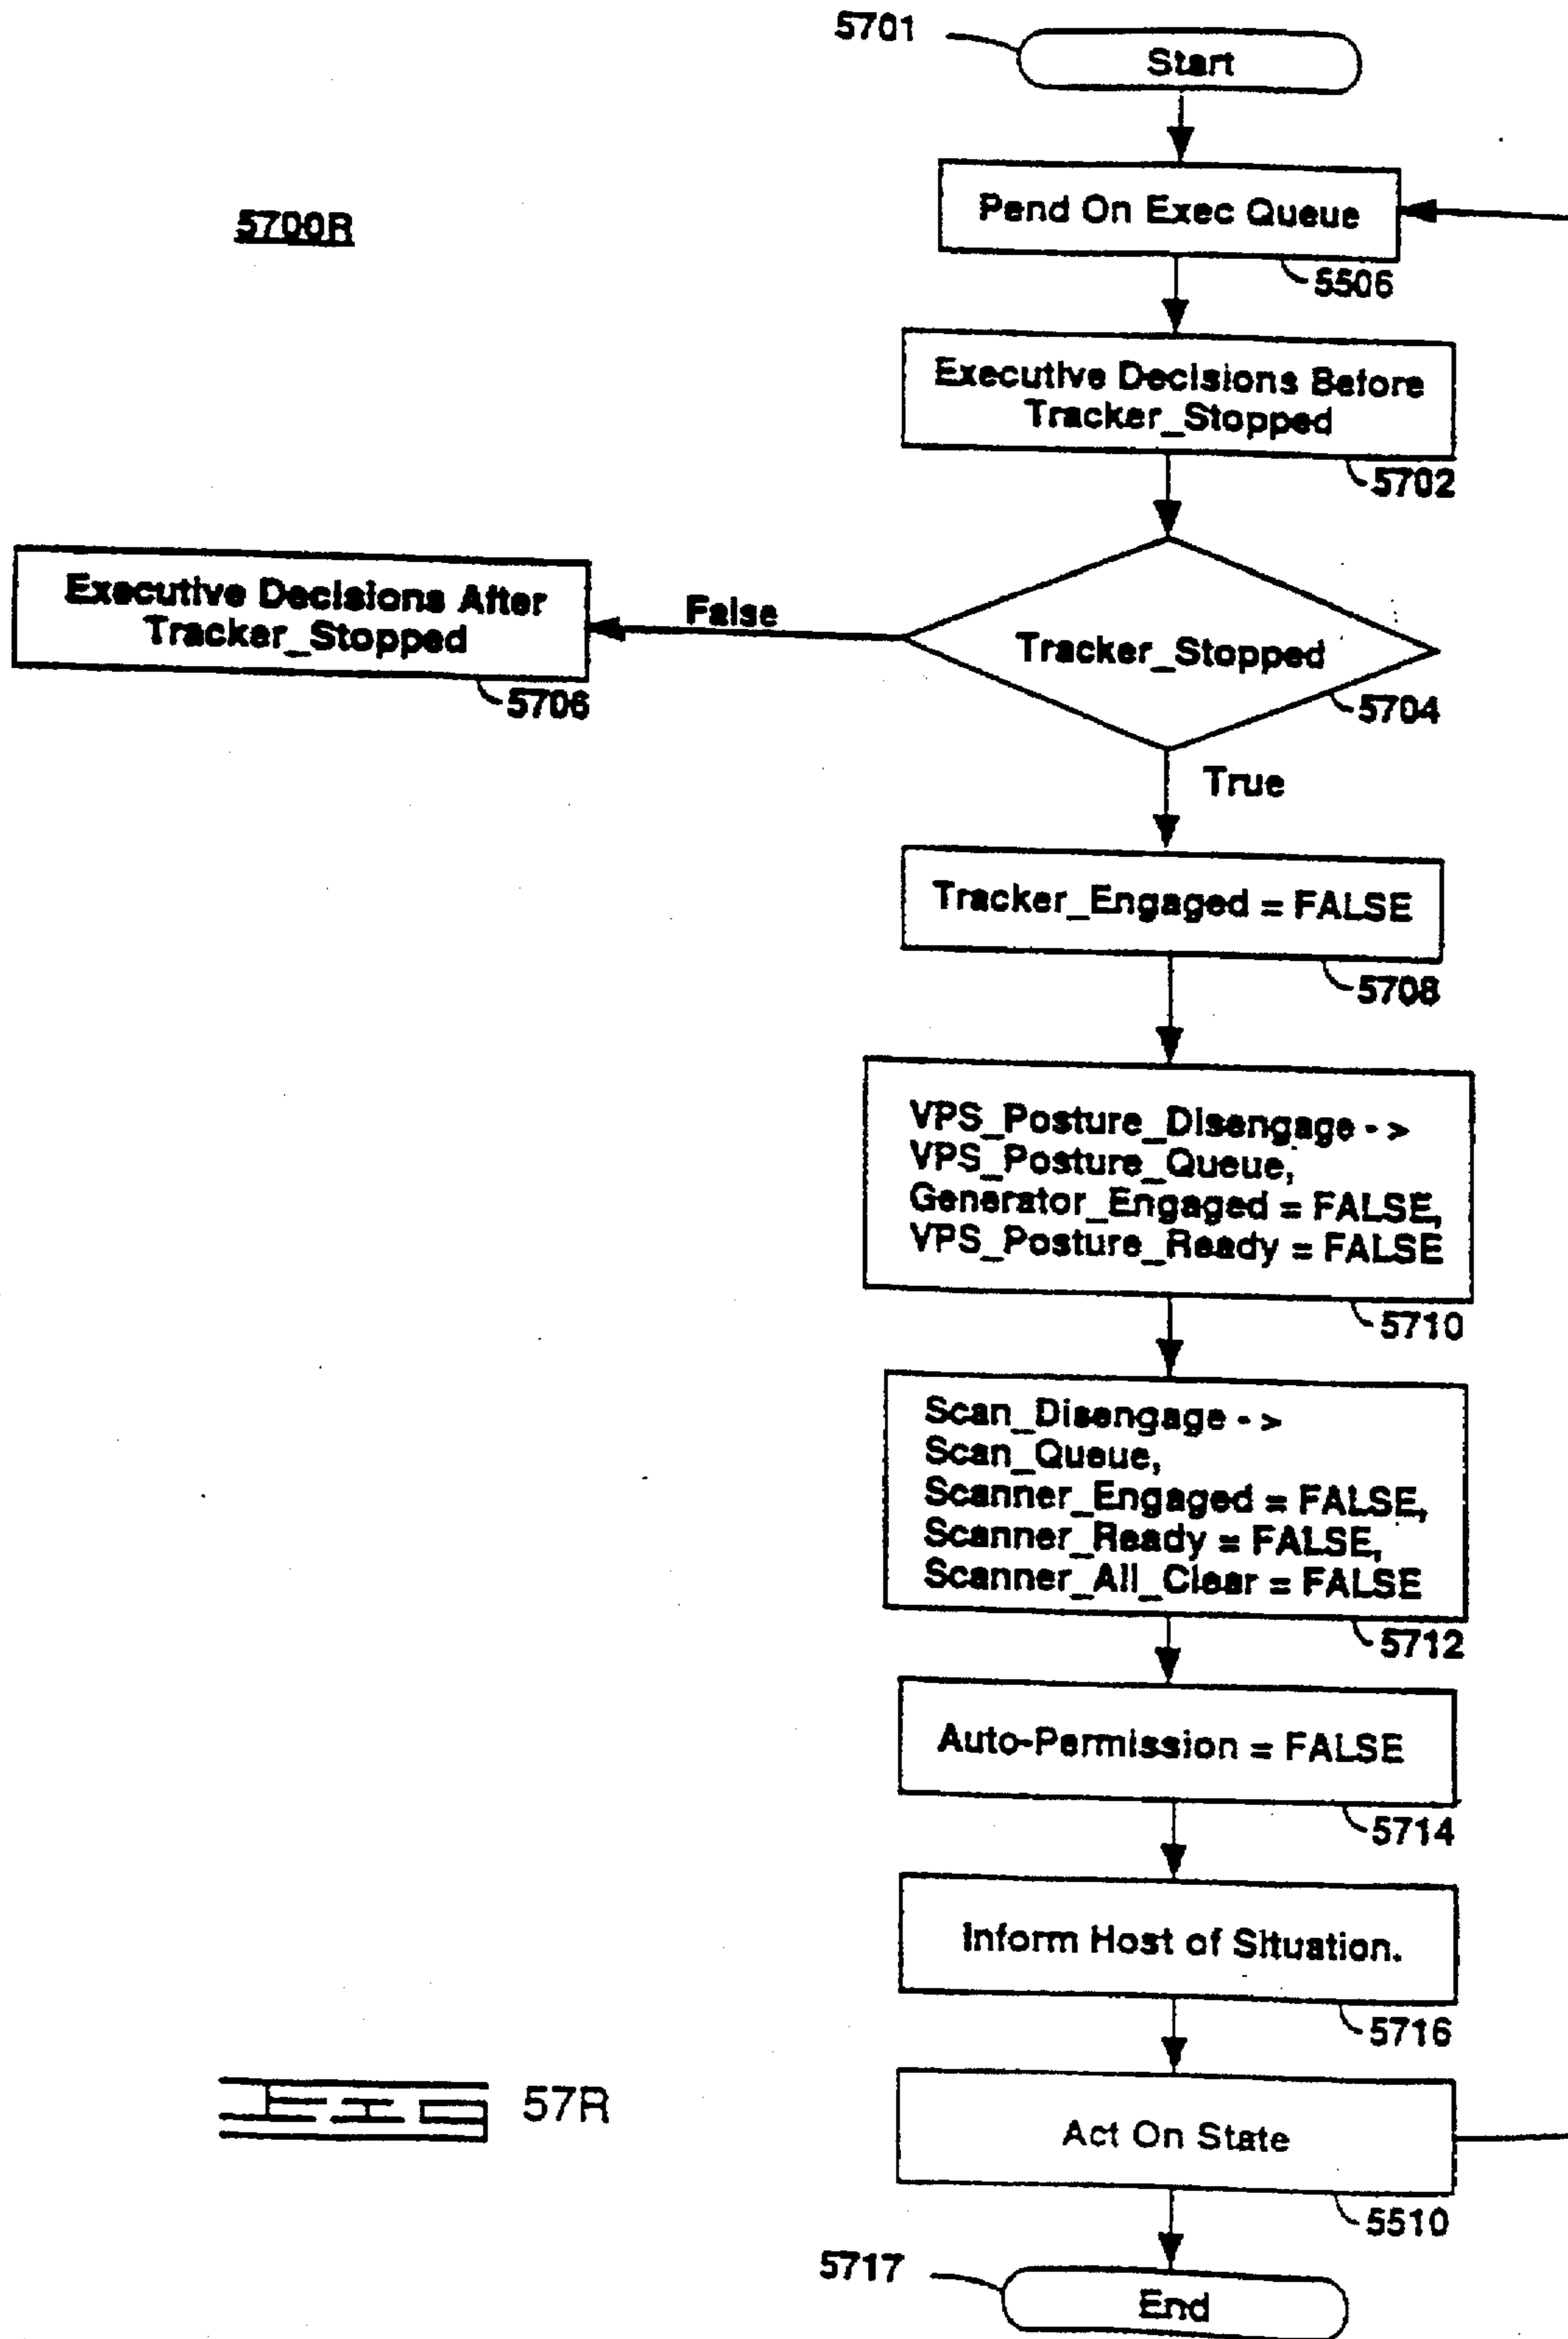 5701
Start
5700R
Pend On Exec Queue
5506
Executive Decisions Before
Tracker_Stopped
5702
Executive Decisions After
Tracker_Stopped
5706
False
Tracker_Stopped
5704
True
Tracker_Engaged = FALSE
5708
VPS_Posture_Disengage - >
VPS_Posture_Queue,
Generator_Engaged = FALSE,
VPS_Posture_Ready = FALSE
5710
Scan_Disengage - >
Scan_Queue,
Scanner_Engaged = FALSE,
Scanner_Ready = FALSE,
Scanner_All_Clear = FALSE
5712
Auto-Permission = FALSE
5714
Inform Host of Situation.
5716
57R
Act On State
5510
5717
End